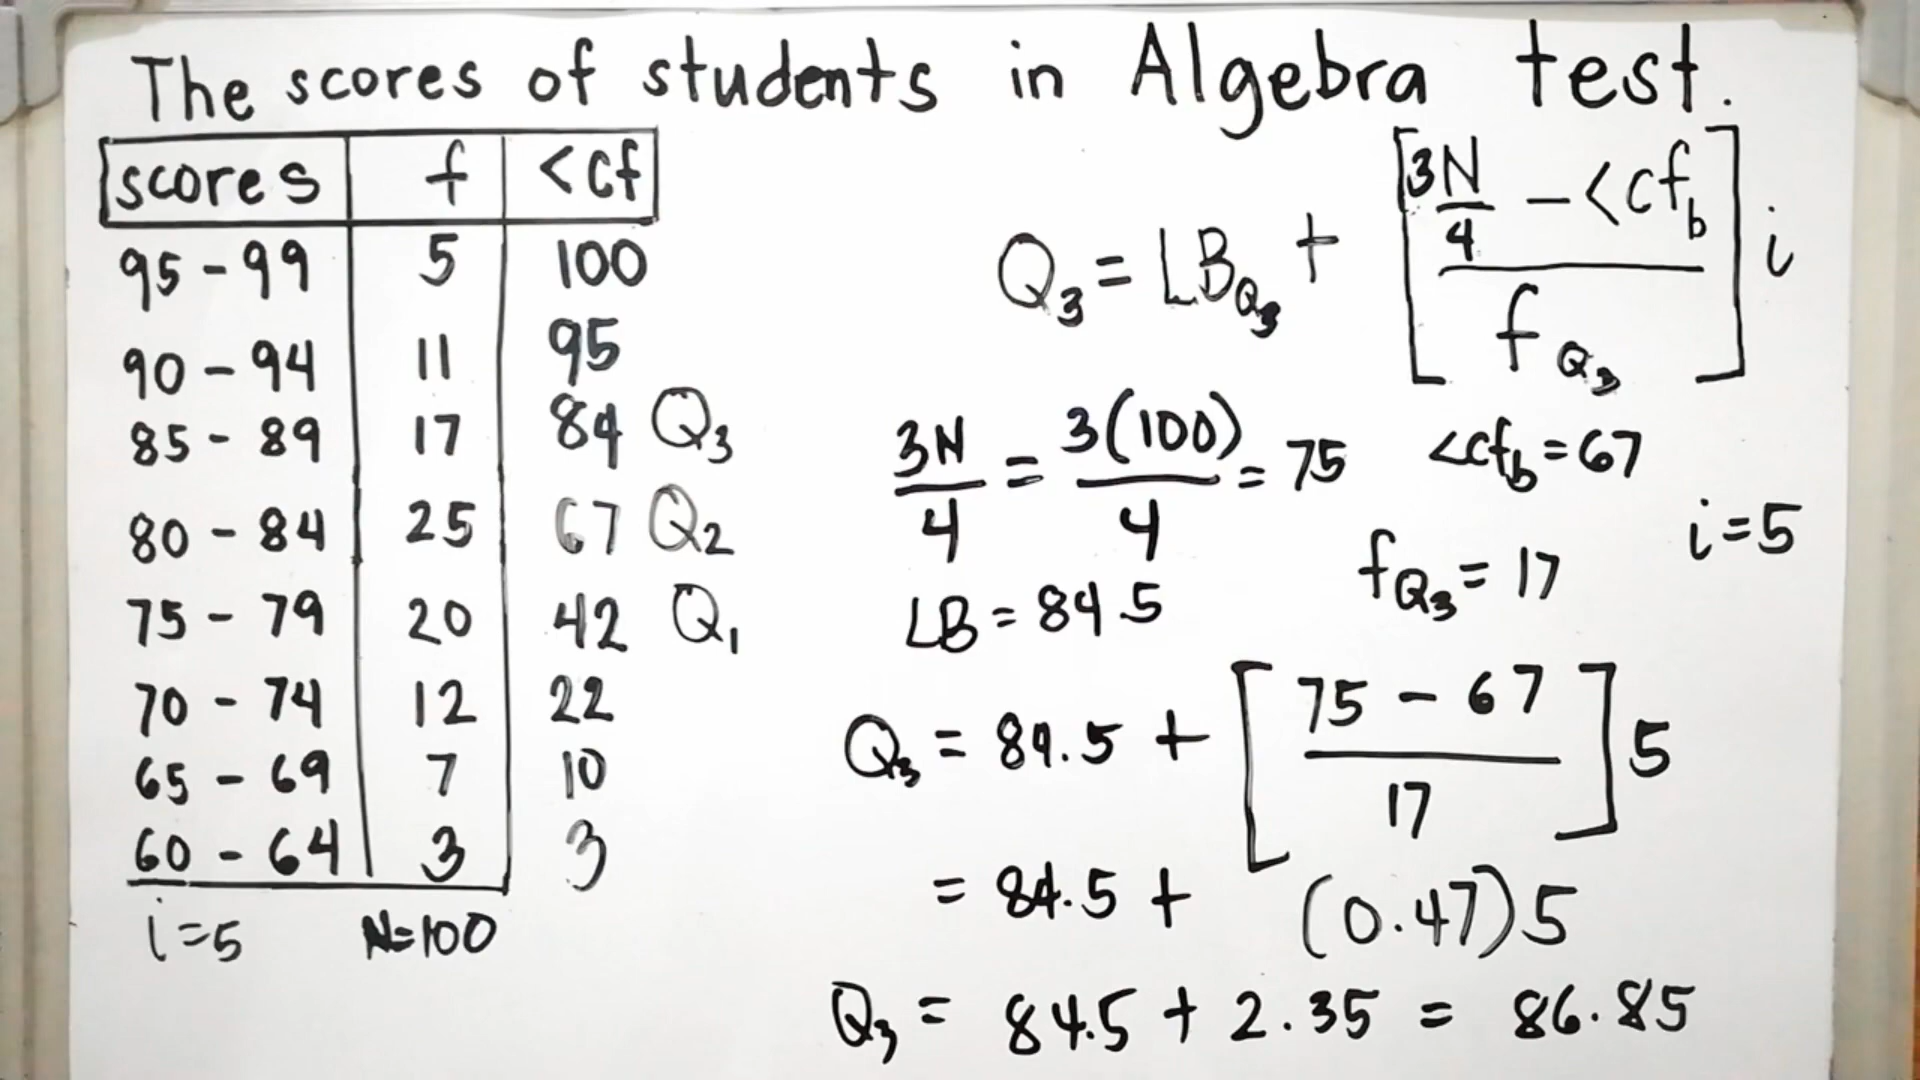 The scores of students in Algebra test.
scores f <cf
95 - 99 5 100
90 - 94 11 95
85 - 89 17 84 Q3
80 - 84 25 67 Q2
75 - 79 20 42 Q1
70 - 74 12 22
65 - 69 7 10
60 - 64 3 3
i=5 N=100
Q3 = LBQ3 + [3N/4 - <cfb / fQ3] i
3N/4 = 3(100)/4 = 75
<cfb = 67
i=5
fQ3 = 17
LB = 84.5
Q3 = 84.5 + [75 - 67 / 17] 5
= 84.5 + (0.47)5
Q3 = 84.5 + 2.35 = 86.85